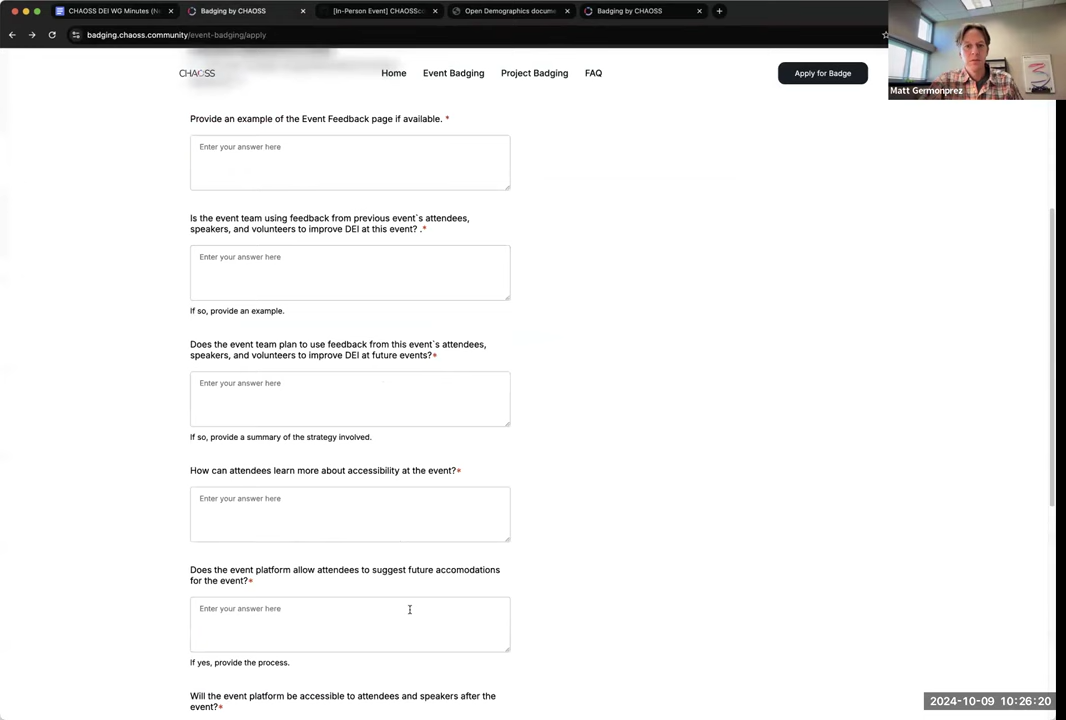 CHAOSS DEI WG Minutes (N
Badging by CHAOSS
[In-Person Event] CHAOSSco
Open Demographics docume
Badging by CHAOSS
badging.chaoss.community/event-badging/apply
CHAOSS
Home
Event Badging
Project Badging
FAQ
Apply for Badge
Matt Germonprez
Provide an example of the Event Feedback page if available. *
Enter your answer here
Is the event team using feedback from previous event`s attendees,
speakers, and volunteers to improve DEI at this event? .*
Enter your answer here
If so, provide an example.
Does the event team plan to use feedback from this event`s attendees,
speakers, and volunteers to improve DEI at future events?*
Enter your answer here
If so, provide a summary of the strategy involved.
How can attendees learn more about accessibility at the event?*
Enter your answer here
Does the event platform allow attendees to suggest future accomodations
for the event?*
Enter your answer here
If yes, provide the process.
Will the event platform be accessible to attendees and speakers after the
event?*
2024-10-09 10:26:20